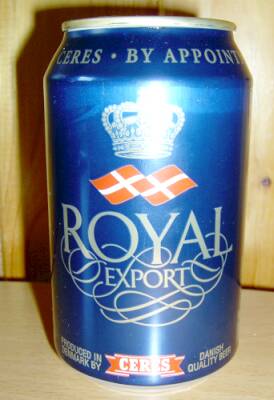 CERES · BY APPOINT
ROYAL
EXPORT
PRODUCED IN
DENMARK BY
CERES
DANISH
QUALITY BEER